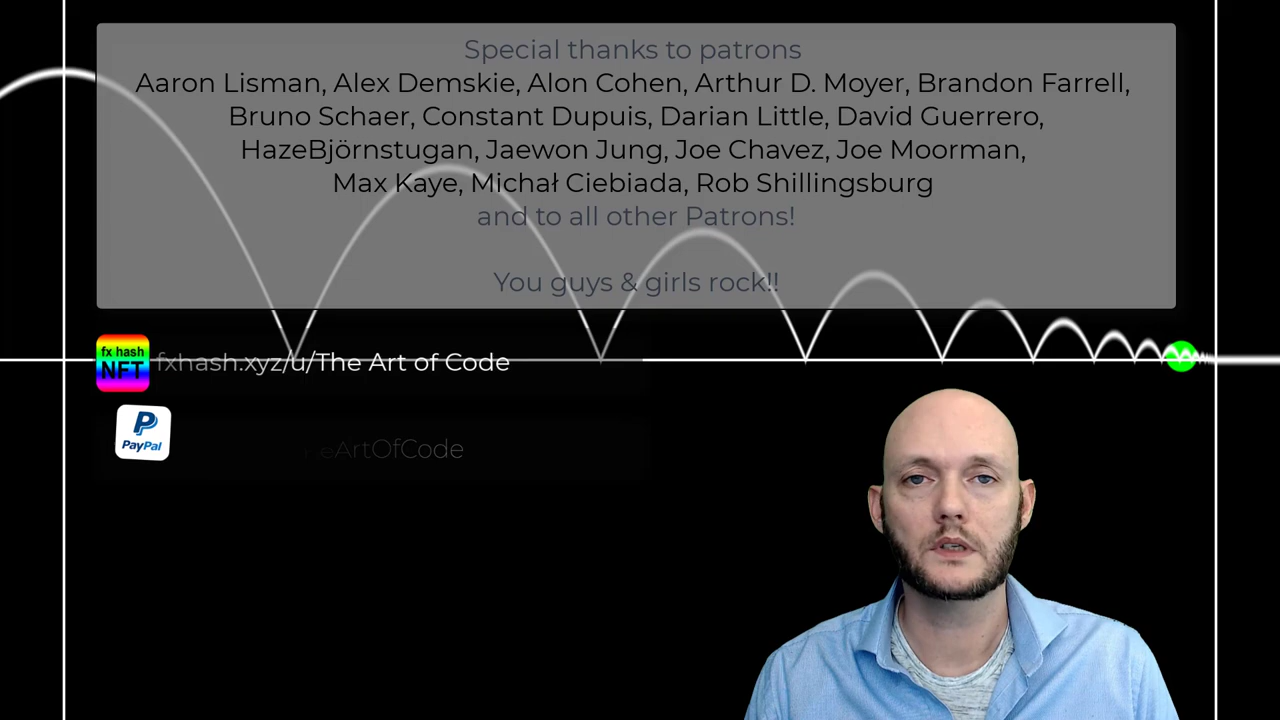 Special thanks to patrons
Aaron Lisman, Alex Demskie, Alon Cohen, Arthur D. Moyer, Brandon Farrell,
Bruno Schaer, Constant Dupuis, Darian Little, David Guerrero,
HazeBjörnstugan, Jaewon Jung, Joe Chavez, Joe Moorman,
Max Kaye, Michał Ciebiada, Rob Shillingsburg
and to all other Patrons!
You guys & girls rock!!
fx hash
NFT
fxhash.xyz/u/The Art of Code
PayPal
eArtOfCode